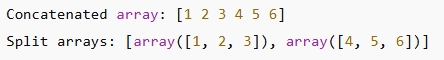 Concatenated array: [1 2 3 4 5 6]
Split arrays: [array([1, 2, 3]), array([4, 5, 6])]